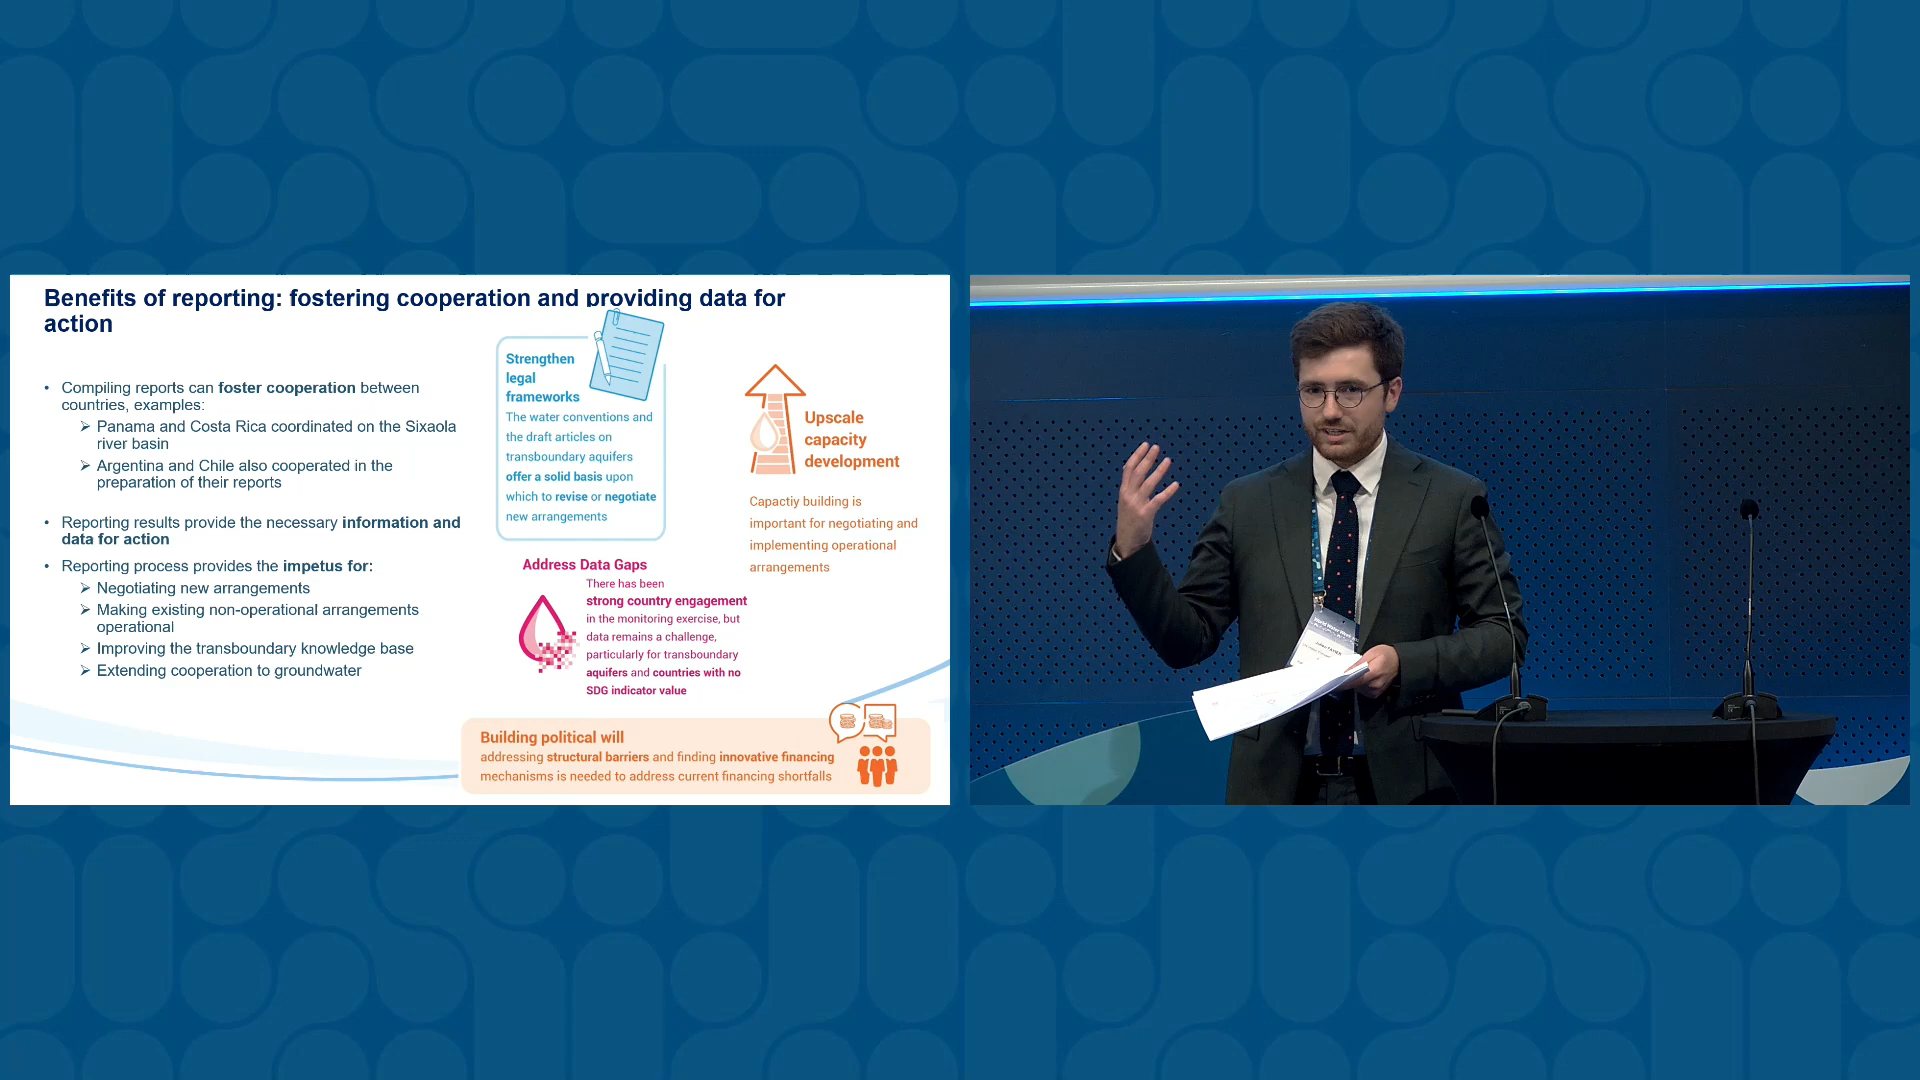 Benefits of reporting: fostering cooperation and providing data for
action
• Compiling reports can foster cooperation between
countries, examples:
➢ Panama and Costa Rica coordinated on the Sixaola
river basin
➢ Argentina and Chile also cooperated in the
preparation of their reports
• Reporting results provide the necessary information and
data for action
• Reporting process provides the impetus for:
➢ Negotiating new arrangements
➢ Making existing non-operational arrangements
operational
➢ Improving the transboundary knowledge base
➢ Extending cooperation to groundwater
Strengthen
legal
frameworks
The water conventions and
the draft articles on
transboundary aquifers
offer a solid basis upon
which to revise or negotiate
new arrangements
Upscale
capacity
development
Capactiy building is
important for negotiating and
implementing operational
arrangements
Address Data Gaps
There has been
strong country engagement
in the monitoring exercise, but
data remains a challenge,
particularly for transboundary
aquifers and countries with no
SDG indicator value
Building political will
addressing structural barriers and finding innovative financing
mechanisms is needed to address current financing shortfalls
World Water Week